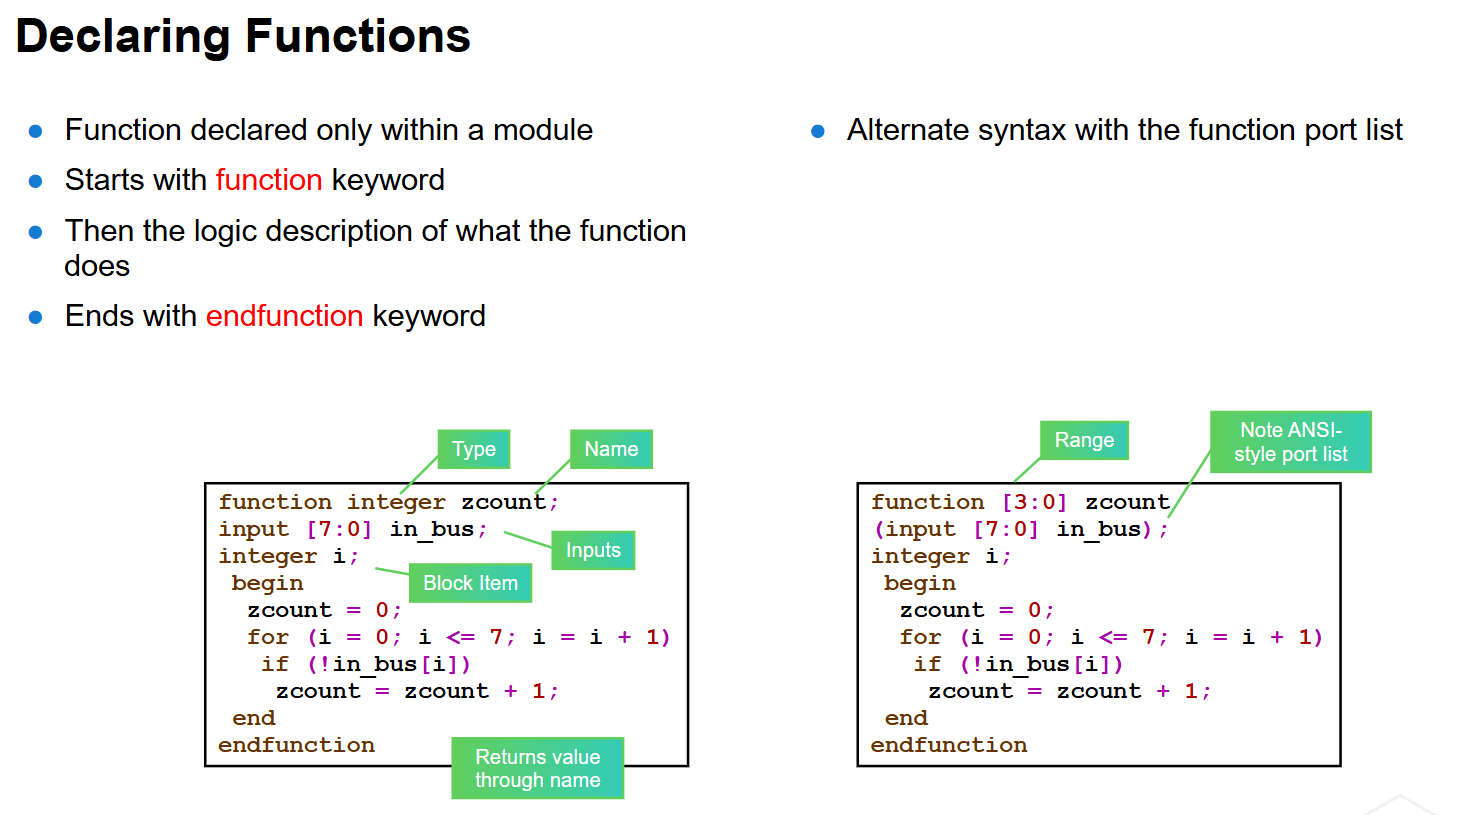 Declaring Functions
Function declared only within a module
Starts with function keyword
Then the logic description of what the function
does
Ends with endfunction keyword
Alternate syntax with the function port list
Type
Name
function integer zcount;
input [7:0] in_bus;
Inputs
integer i;
Block Item
begin
zcount = 0;
for (i = 0; i <= 7; i = i + 1)
if (!in_bus[i])
zcount = zcount + 1;
end
endfunction
Returns value
through name
Range
Note ANSI-
style port list
function [3:0] zcount
(input [7:0] in_bus);
integer i;
begin
zcount = 0;
for (i = 0; i <= 7; i = i + 1)
if (!in_bus[i])
zcount = zcount + 1;
end
endfunction